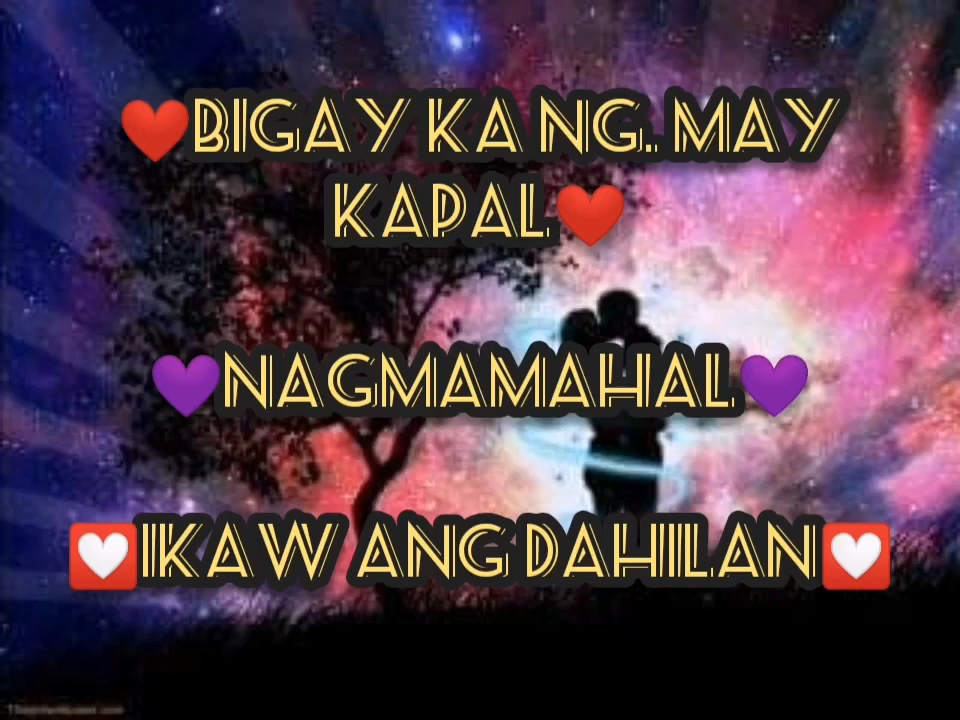 ❤️BIGAY KA NG. MAY
KAPAL❤️
💜NAGMAMAHAL💜
💟IKAW ANG DAHILAN💟